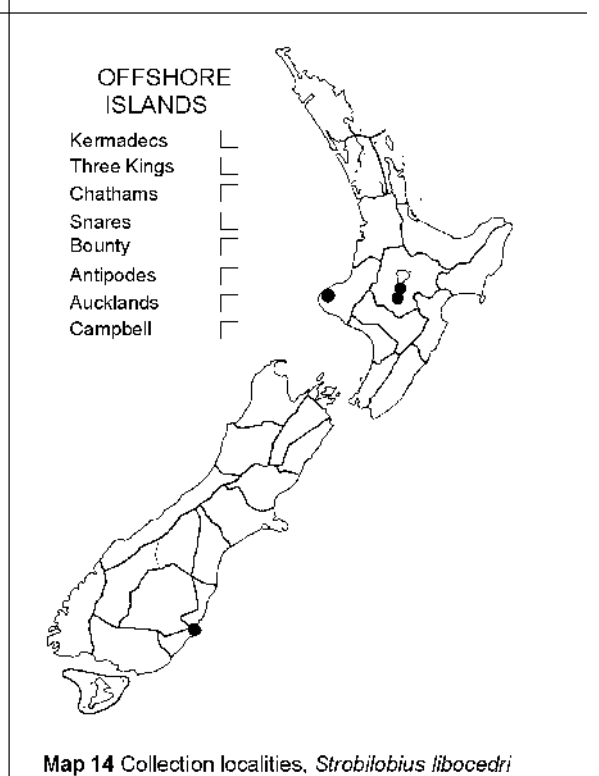 OFFSHORE
ISLANDS
Kermadecs
Three Kings
Chathams
Snares
Bounty
Antipodes
Aucklands
Campbell
Map 14 Collection localities, Strobilobius libocedri